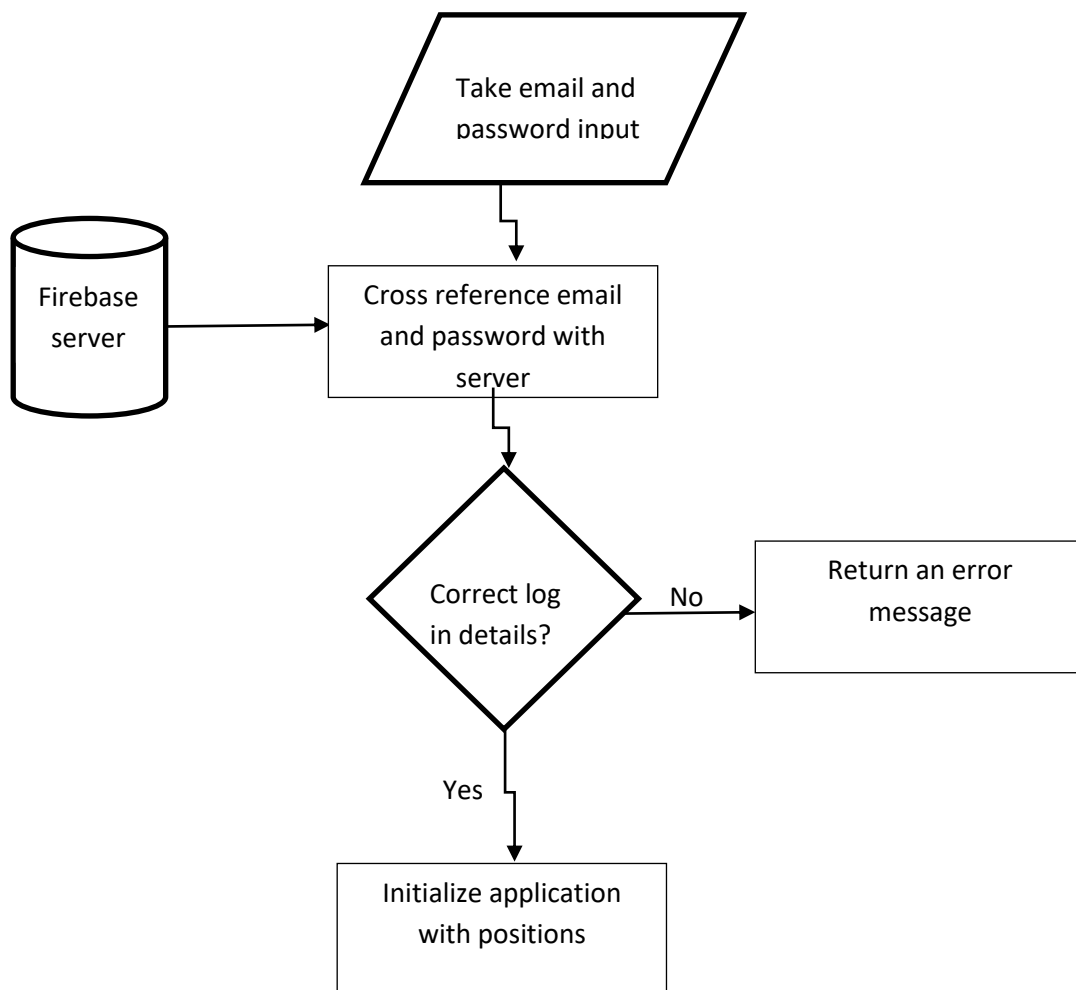 Take email and
password input
Firebase
server
Cross reference email
and password with
server
Correct log
in details?
No
Return an error
message
Yes
Initialize application
with positions